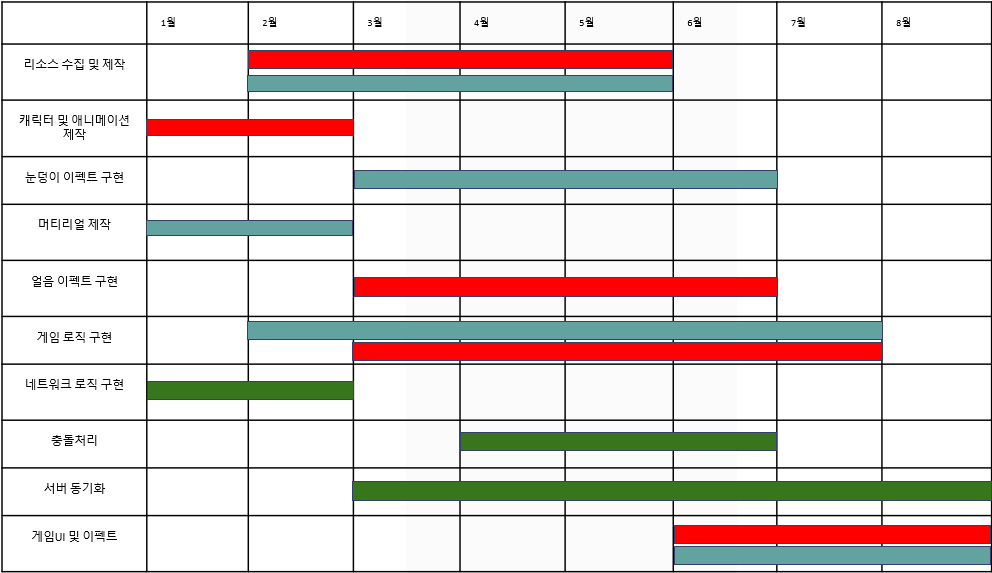 1월 2월 3월 4월 5월 6월 7월 8월
리소스 수집 및 제작
캐릭터 및 애니메이션
제작
눈덩이 이펙트 구현
머티리얼 제작
얼음 이펙트 구현
게임 로직 구현
네트워크 로직 구현
충돌처리
서버 동기화
게임UI 및 이펙트